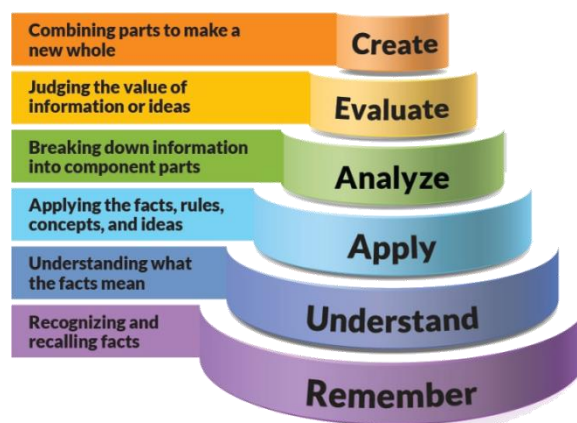 Combining parts to make a
new whole
Create
Judging the value of
information or ideas
Evaluate
Breaking down information
into component parts
Analyze
Applying the facts, rules,
concepts, and ideas
Apply
Understanding what
the facts mean
Understand
Recognizing and
recalling facts
Remember